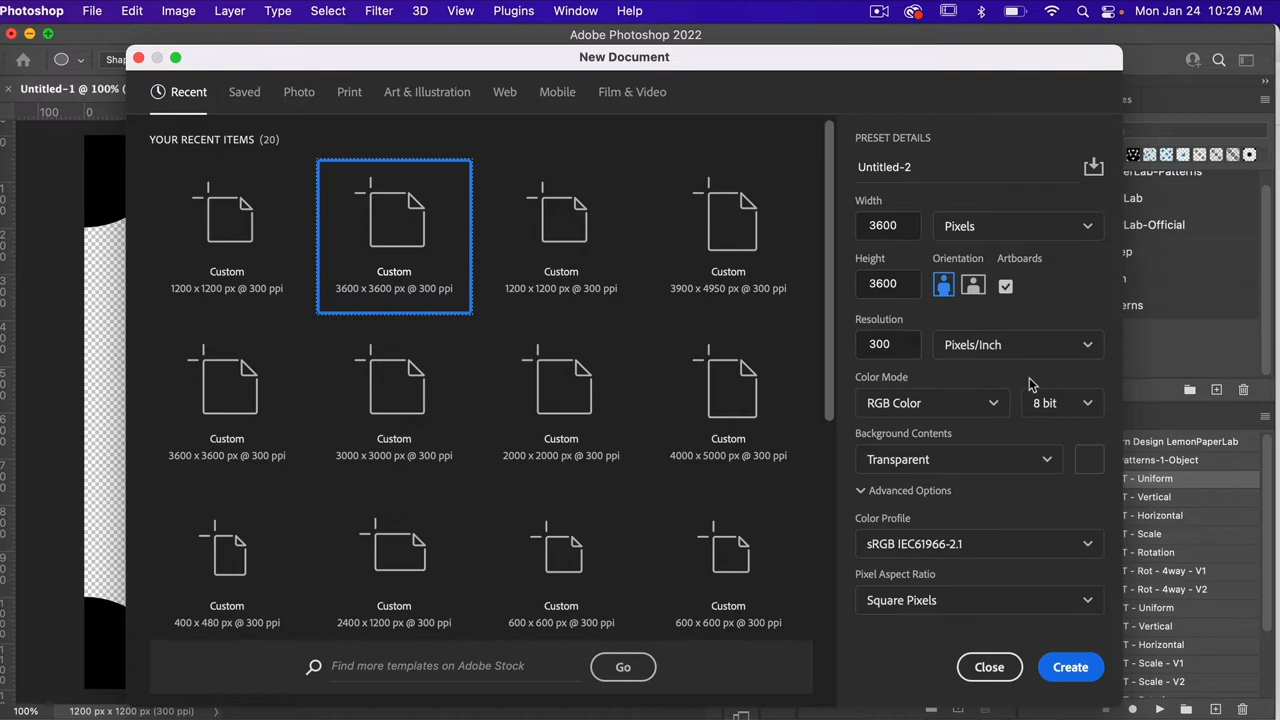 Photoshop File Edit Image Layer Type Select Filter 3D View Plugins Window Help Mon Jan 24 10:29 AM
Adobe Photoshop 2022
New Document
Untitled-1 @ 100% (
100 0
Recent Saved Photo Print Art & Illustration Web Mobile Film & Video
YOUR RECENT ITEMS (20)
Custom
1200 x 1200 px @ 300 ppi
Custom
3600 x 3600 px @ 300 ppi
Custom
1200 x 1200 px @ 300 ppi
Custom
3900 x 4950 px @ 300 ppi
Custom
3600 x 3600 px @ 300 ppi
Custom
3000 x 3000 px @ 300 ppi
Custom
2000 x 2000 px @ 300 ppi
Custom
4000 x 5000 px @ 300 ppi
Custom
400 x 480 px @ 300 ppi
Custom
2400 x 1200 px @ 300 ppi
Custom
600 x 600 px @ 300 ppi
Custom
600 x 600 px @ 300 ppi
Find more templates on Adobe Stock Go
PRESET DETAILS
Untitled-2
Width
3600 Pixels
Height Orientation Artboards
3600
Resolution
300 Pixels/Inch
Color Mode
RGB Color 8 bit
Background Contents
Transparent
Advanced Options
Color Profile
sRGB IEC61966-2.1
Pixel Aspect Ratio
Square Pixels
Close Create
erLab-Patterns
Lab
Lab-Official
ep
erns
rn Design LemonPaperLab
atterns-1-Object
T - Uniform
T - Vertical
T - Horizontal
T - Scale
T - Rotation
T - Rot - 4way - V1
T - Rot - 4way - V2
T - Uniform
T - Vertical
T - Horizontal
T - Scale - V1
T - Scale - V2
100% 1200 px x 1200 px (300 ppi)